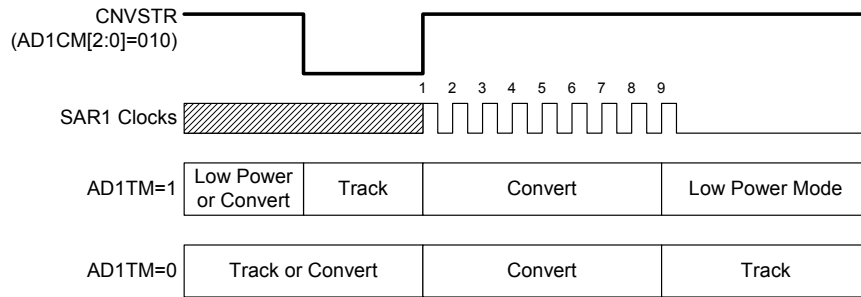 CNVSTR
(AD1CM[2:0]=010)
1 2 3 4 5 6 7 8 9
SAR1 Clocks
AD1TM=1
Low Power
or Convert
Track
Convert
Low Power Mode
AD1TM=0
Track or Convert
Convert
Track